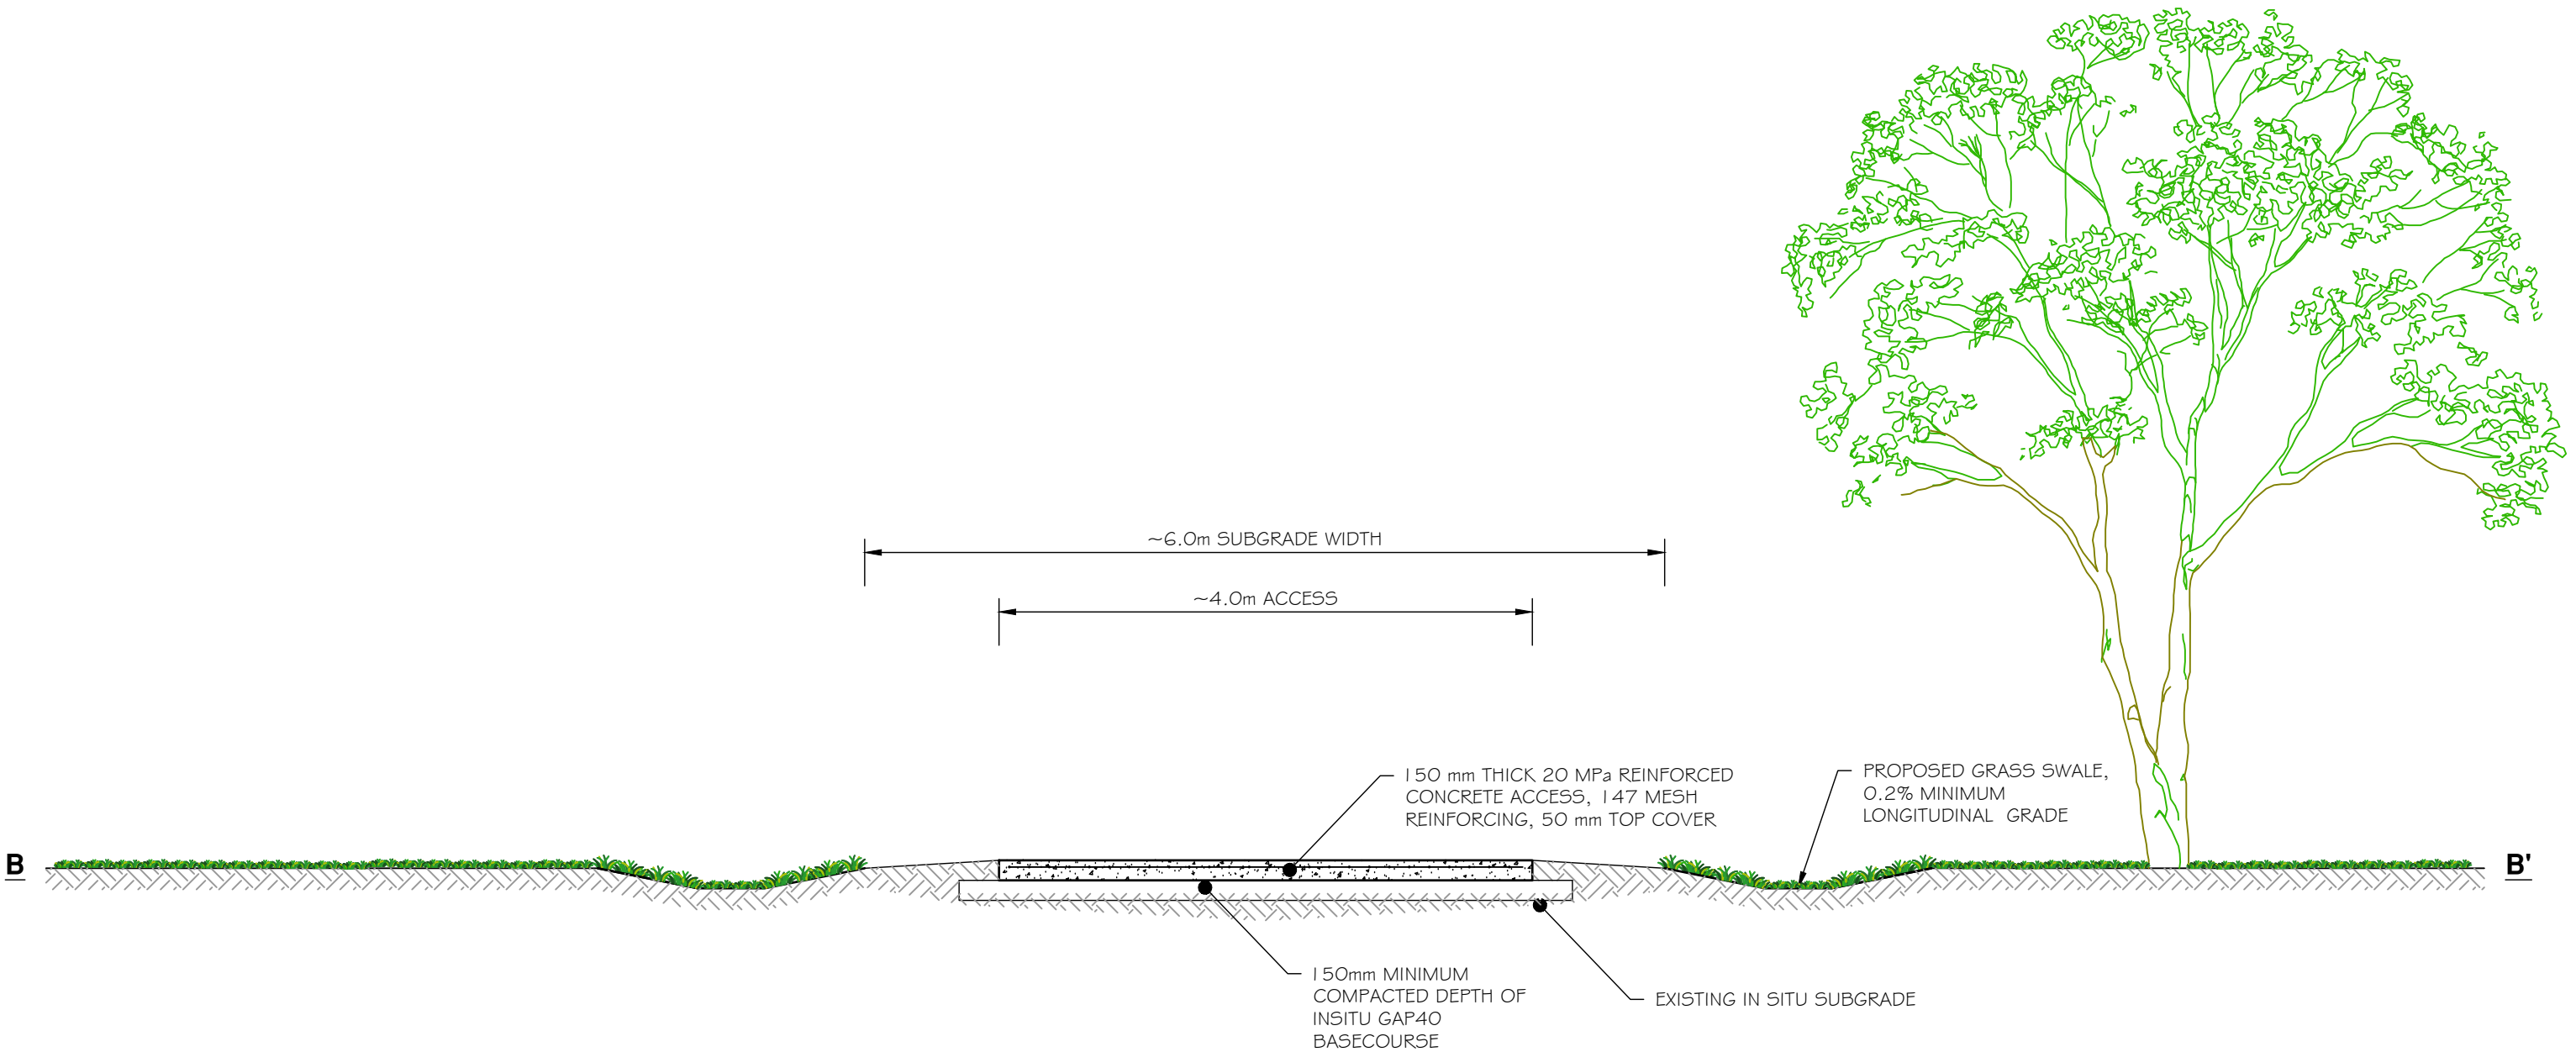 ~6.0m SUBGRADE WIDTH
~4.0m ACCESS
150 mm THICK 20 MPa REINFORCED
CONCRETE ACCESS, 147 MESH
REINFORCING, 50 mm TOP COVER
PROPOSED GRASS SWALE,
0.2% MINIMUM
LONGITUDINAL GRADE
B
B'
150mm MINIMUM
COMPACTED DEPTH OF
INSITU GAP40
BASECOURSE
EXISTING IN SITU SUBGRADE